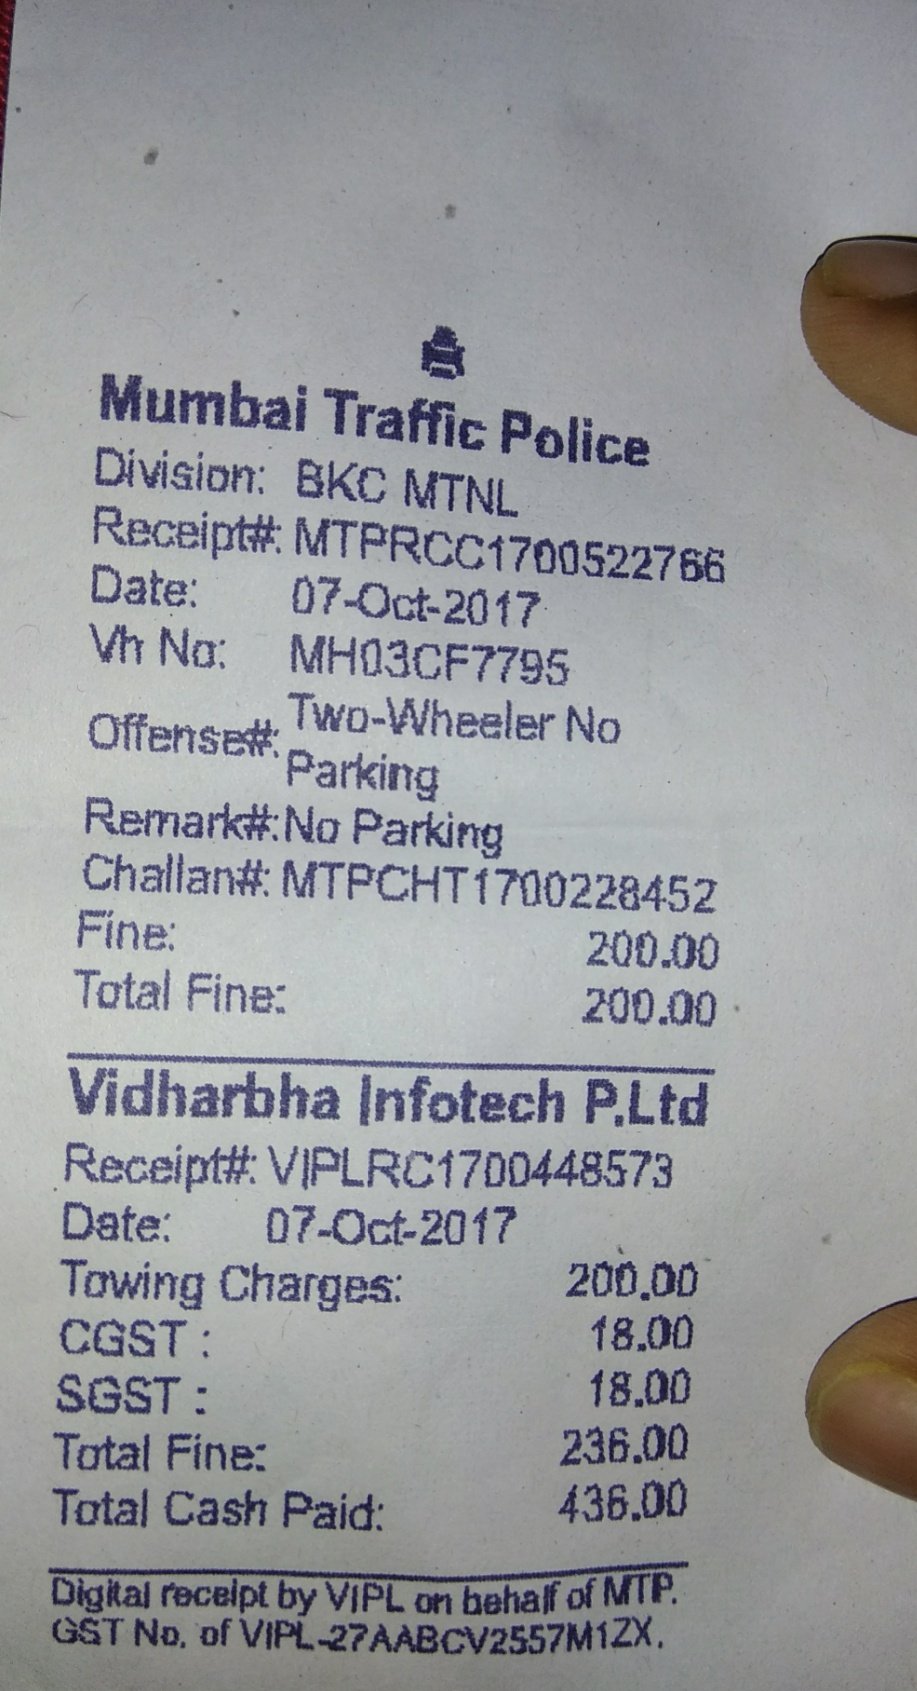 Mumbai Traffic Police
Division: BKC MTNL
Receipt#: MTPRCC1700522766
Date: 07-Oct-2017
Vh No: MH03CF7795
Offense#: Two-Wheeler No
Parking
Remark#:No Parking
Challan#: MTPCHT1700228452
Fine: 200.00
Total Fine: 200.00
Vidharbha Infotech P.Ltd
Receipt#: VIPLRC1700448573
Date: 07-Oct-2017
Towing Charges: 200.00
CGST : 18.00
SGST : 18.00
Total Fine: 236.00
Total Cash Paid: 436.00
Digital receipt by VIPL on behalf of MTP.
GST No. of VIPL-27AABCV2557M1ZX.